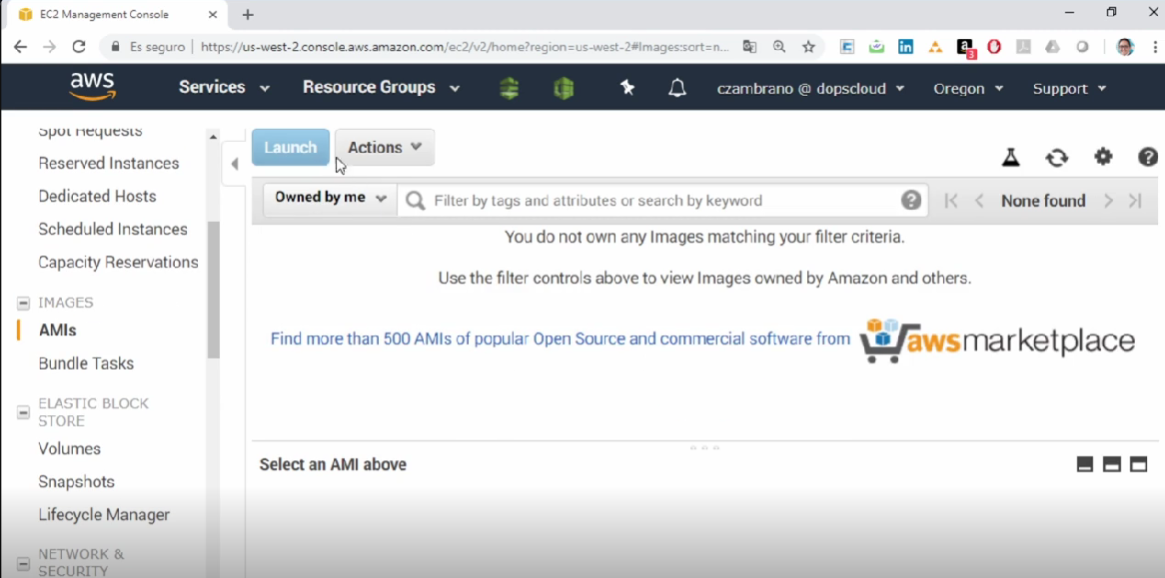 EC2 Management Console
Es seguro | https://us-west-2.console.aws.amazon.com/ec2/v2/home?region=us-west-2#Images:sort=n...
3
aws Services Resource Groups czambrano @ dopscloud Oregon Support
Spot Requests
Reserved Instances
Dedicated Hosts
Scheduled Instances
Capacity Reservations
IMAGES
AMIs
Bundle Tasks
ELASTIC BLOCK
STORE
Volumes
Snapshots
Lifecycle Manager
NETWORK &
SECURITY
Launch Actions
Owned by me Filter by tags and attributes or search by keyword None found
You do not own any Images matching your filter criteria.
Use the filter controls above to view Images owned by Amazon and others.
Find more than 500 AMIs of popular Open Source and commercial software from awsmarketplace
Select an AMI above